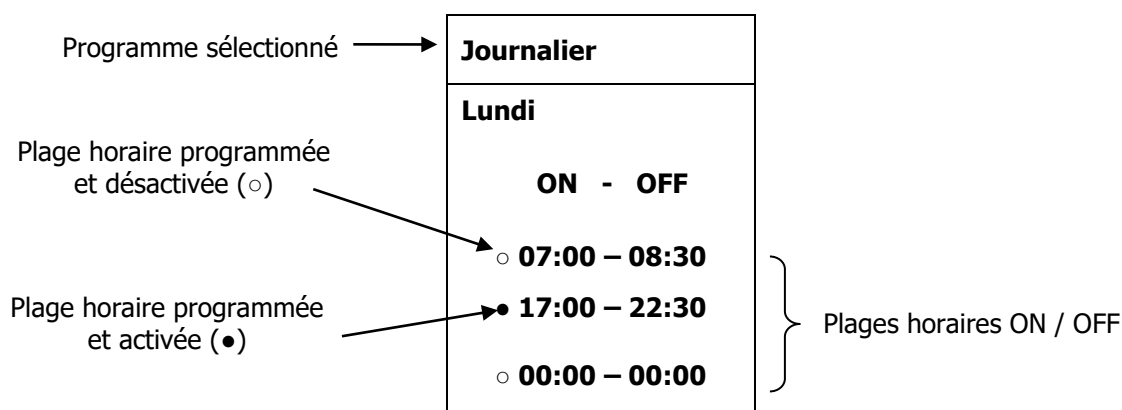 Programme sélectionné
Journalier
Lundi
Plage horaire programmée
et désactivée (○)
ON - OFF
○ 07:00 – 08:30
Plage horaire programmée
et activée (●)
● 17:00 – 22:30
Plages horaires ON / OFF
○ 00:00 – 00:00